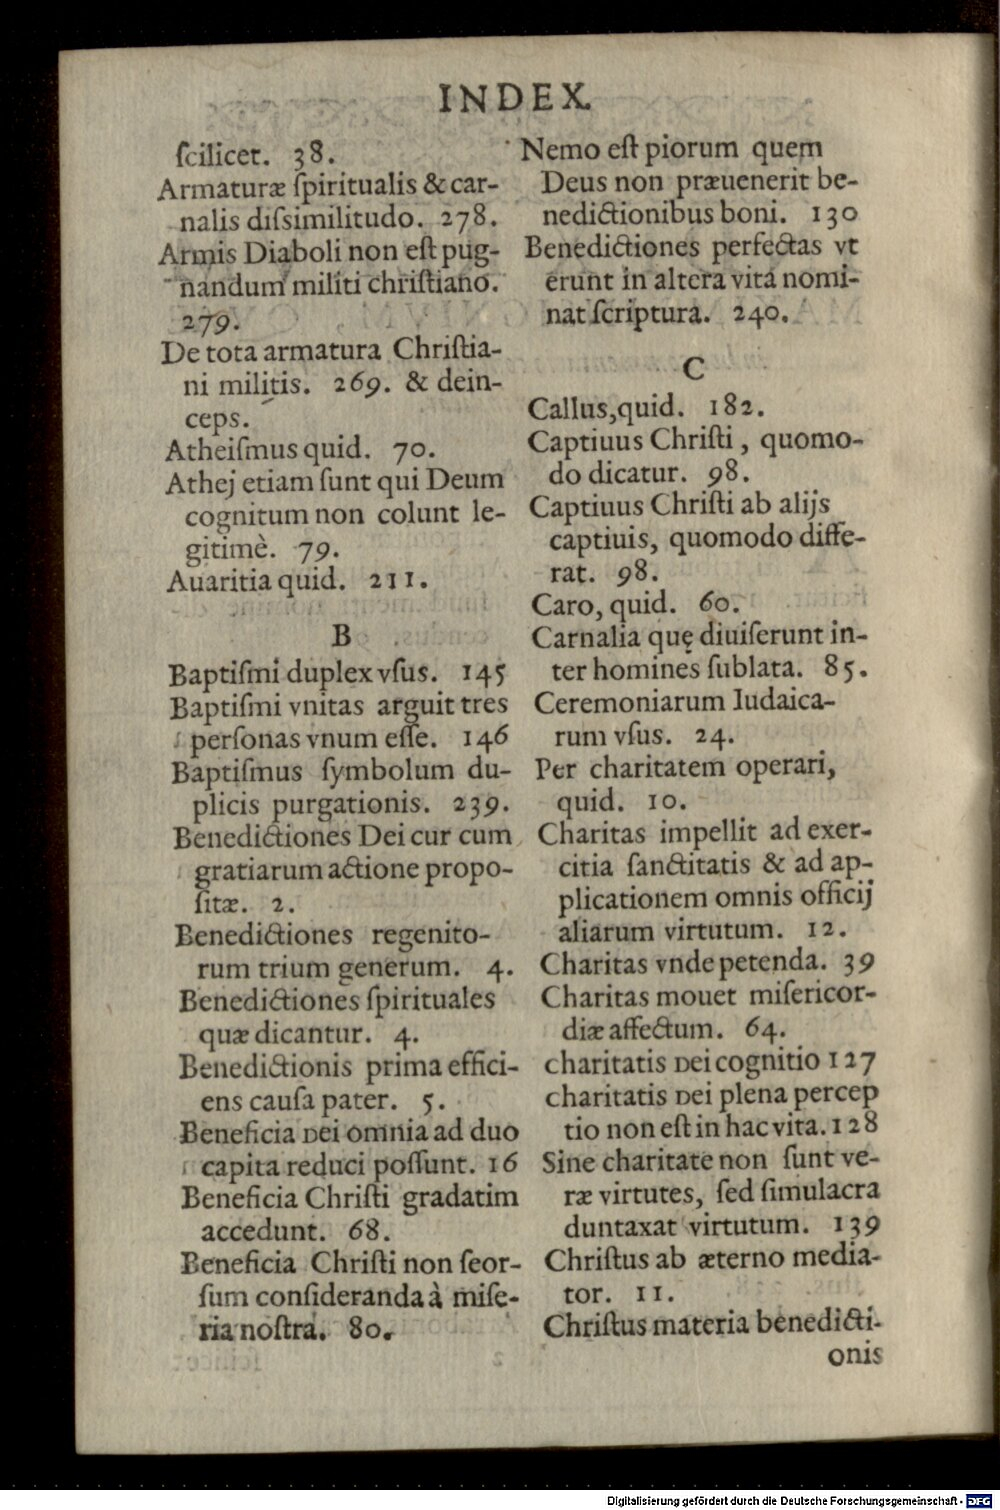 INDEX.
ſcilicet. 38.
Armaturæ ſpiritualis & car-
nalis diſsimilitudo. 278.
Armis Diaboli non eſt pug-
nandum militi chriſtiano.
279.
De tota armatura Chriſtia-
ni militis. 269. & dein-
ceps.
Atheiſmus quid. 70.
Athej etiam ſunt qui Deum
cognitum non colunt le-
gitimè. 79.
Auaritia quid. 211.
B
Baptiſmi duplex vſus. 145
Baptiſmi vnitas arguit tres
perſonas vnum eſſe. 146
Baptiſmus ſymbolum du-
plicis purgationis. 239.
Benedictiones Dei cur cum
gratiarum actione propo-
ſitæ. 2.
Benedictiones regenito-
rum trium generum. 4.
Benedictiones ſpirituales
quæ dicantur. 4.
Benedictionis prima effici-
ens cauſa pater. 5.
Beneficia Dei omnia ad duo
capita reduci poſſunt. 16
Beneficia Chriſti gradatim
accedunt. 68.
Beneficia Chriſti non ſeor-
ſum conſideranda à miſe-
ria noſtra. 80.
Nemo eſt piorum quem
Deus non præuenerit be-
nedictionibus boni. 130
Benedictiones perfectas vt
erunt in altera vita nomi-
nat ſcriptura. 240.
C
Callus, quid. 182.
Captiuus Chriſti, quomo-
do dicatur. 98.
Captiuus Chriſti ab alijs
captiuis, quomodo diffe-
rat. 98.
Caro, quid. 60.
Carnalia quę diuiſerunt in-
ter homines ſublata. 85.
Ceremoniarum Iudaica-
rum vſus. 24.
Per charitatem operari,
quid. 10.
Charitas impellit ad exer-
citia ſanctitatis & ad ap-
plicationem omnis officij
aliarum virtutum. 12.
Charitas vnde petenda. 39
Charitas mouet miſericor-
diæ affectum. 64.
charitatis Dei cognitio 127
charitatis Dei plena percep
tio non eſt in hac vita. 128
Sine charitate non ſunt ve-
ræ virtutes, ſed ſimulacra
duntaxat virtutum. 139
Chriſtus ab æterno media-
tor. 11.
Chriſtus materia benedicti-
onis
Digitalisierung gefördert durch die Deutsche Forschungsgemeinschaft - DFG